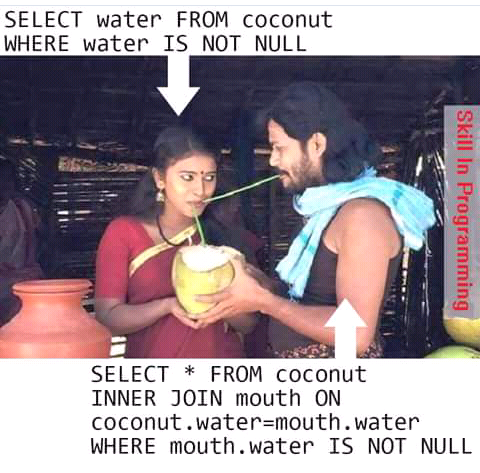 SELECT water FROM coconut
WHERE water IS NOT NULL
Skill In Programming
SELECT * FROM coconut
INNER JOIN mouth ON
coconut.water=mouth.water
WHERE mouth.water IS NOT NULL